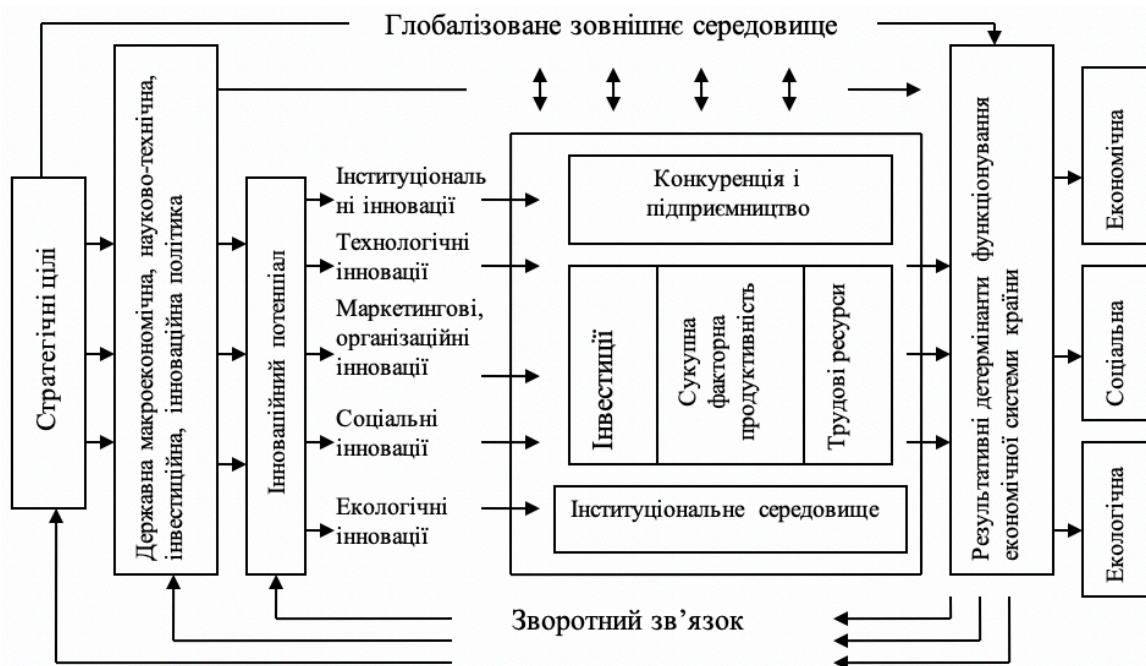 Глобалізоване зовнішнє середовище
Стратегічні цілі
Державна макроекономічна, науково-технічна,
інвестиційна, інноваційна політика
Інноваційний потенціал
Інституціональ
ні інновації
Технологічні
інновації
Маркетингові,
організаційні
інновації
Соціальні
інновації
Екологічні
інновації
Конкуренція і
підприємництво
Інвестиції
Сукупна
факторна
продуктивність
Трудові ресурси
Інституціональне середовище
Результативні детермінанти функціонування
економічної системи країни
Економічна
Соціальна
Екологічна
Зворотний зв’язок